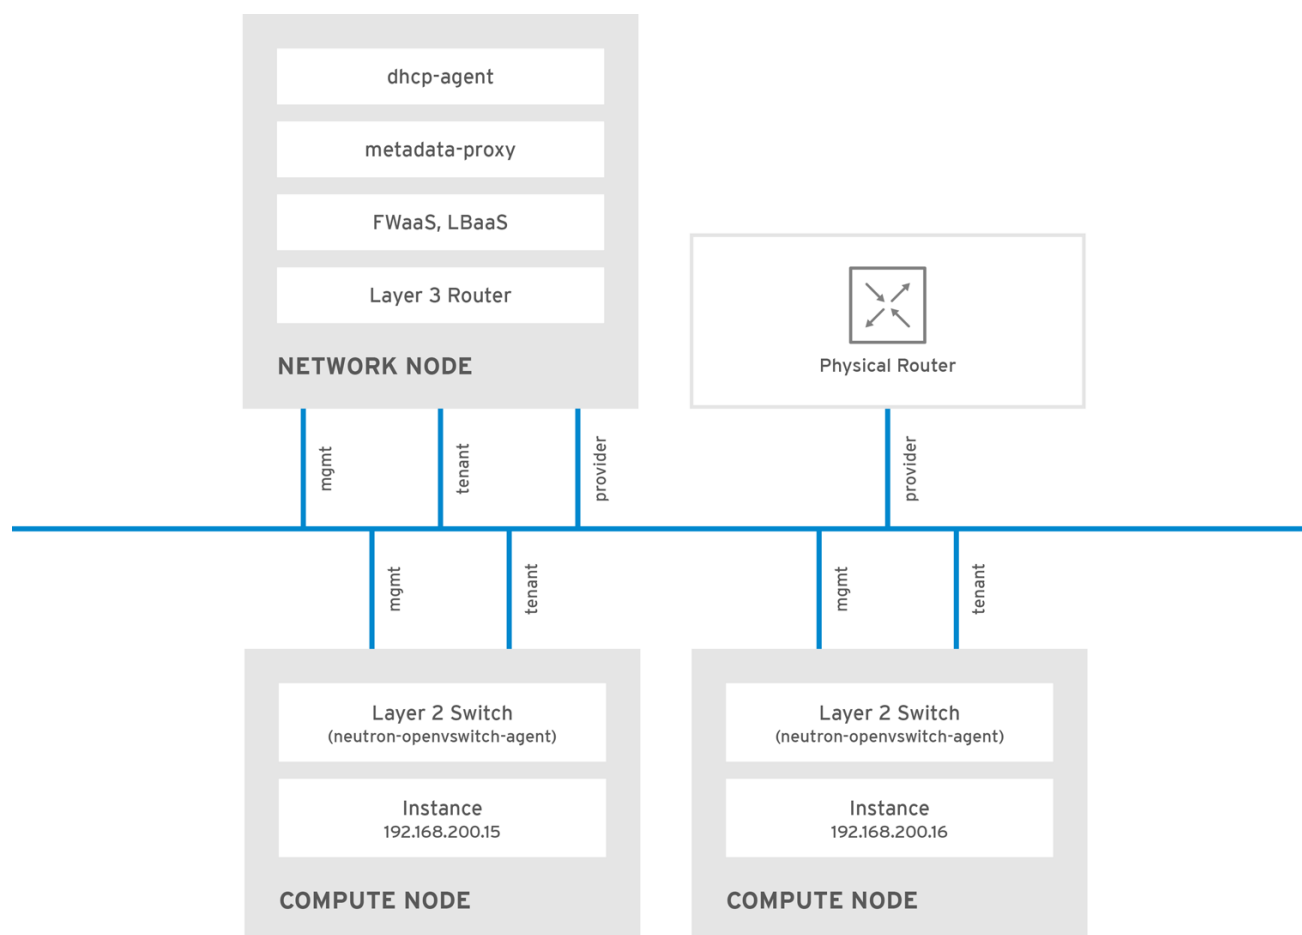 dhcp-agent
metadata-proxy
FWaaS, LBaaS
Layer 3 Router
NETWORK NODE
Physical Router
mgmt
tenant
provider
provider
mgmt
tenant
mgmt
tenant
Layer 2 Switch
(neutron-openvswitch-agent)
Instance
192.168.200.15
COMPUTE NODE
Layer 2 Switch
(neutron-openvswitch-agent)
Instance
192.168.200.16
COMPUTE NODE